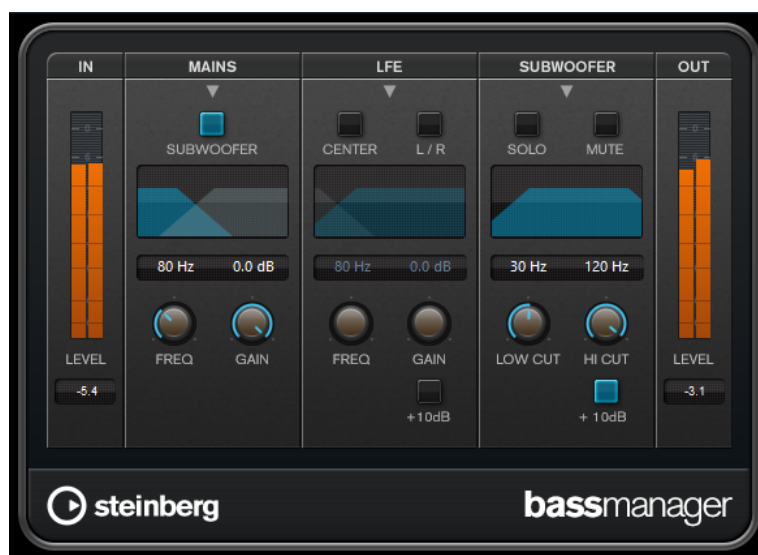 IN MAINS LFE SUBWOOFER OUT
SUBWOOFER CENTER L / R SOLO MUTE
80 Hz 0.0 dB 80 Hz 0.0 dB 30 Hz 120 Hz
LEVEL FREQ GAIN FREQ GAIN LOW CUT HI CUT LEVEL
-5.4 -3.1
+10dB + 10dB
steinberg bassmanager